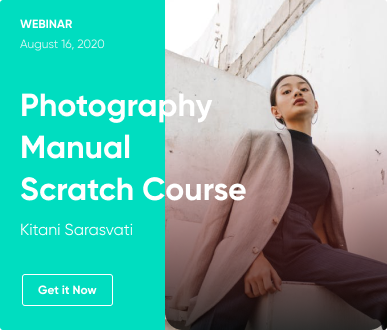 WEBINAR
August 16, 2020
Photography
Manual
Scratch Course
Kitani Sarasvati
Get it Now